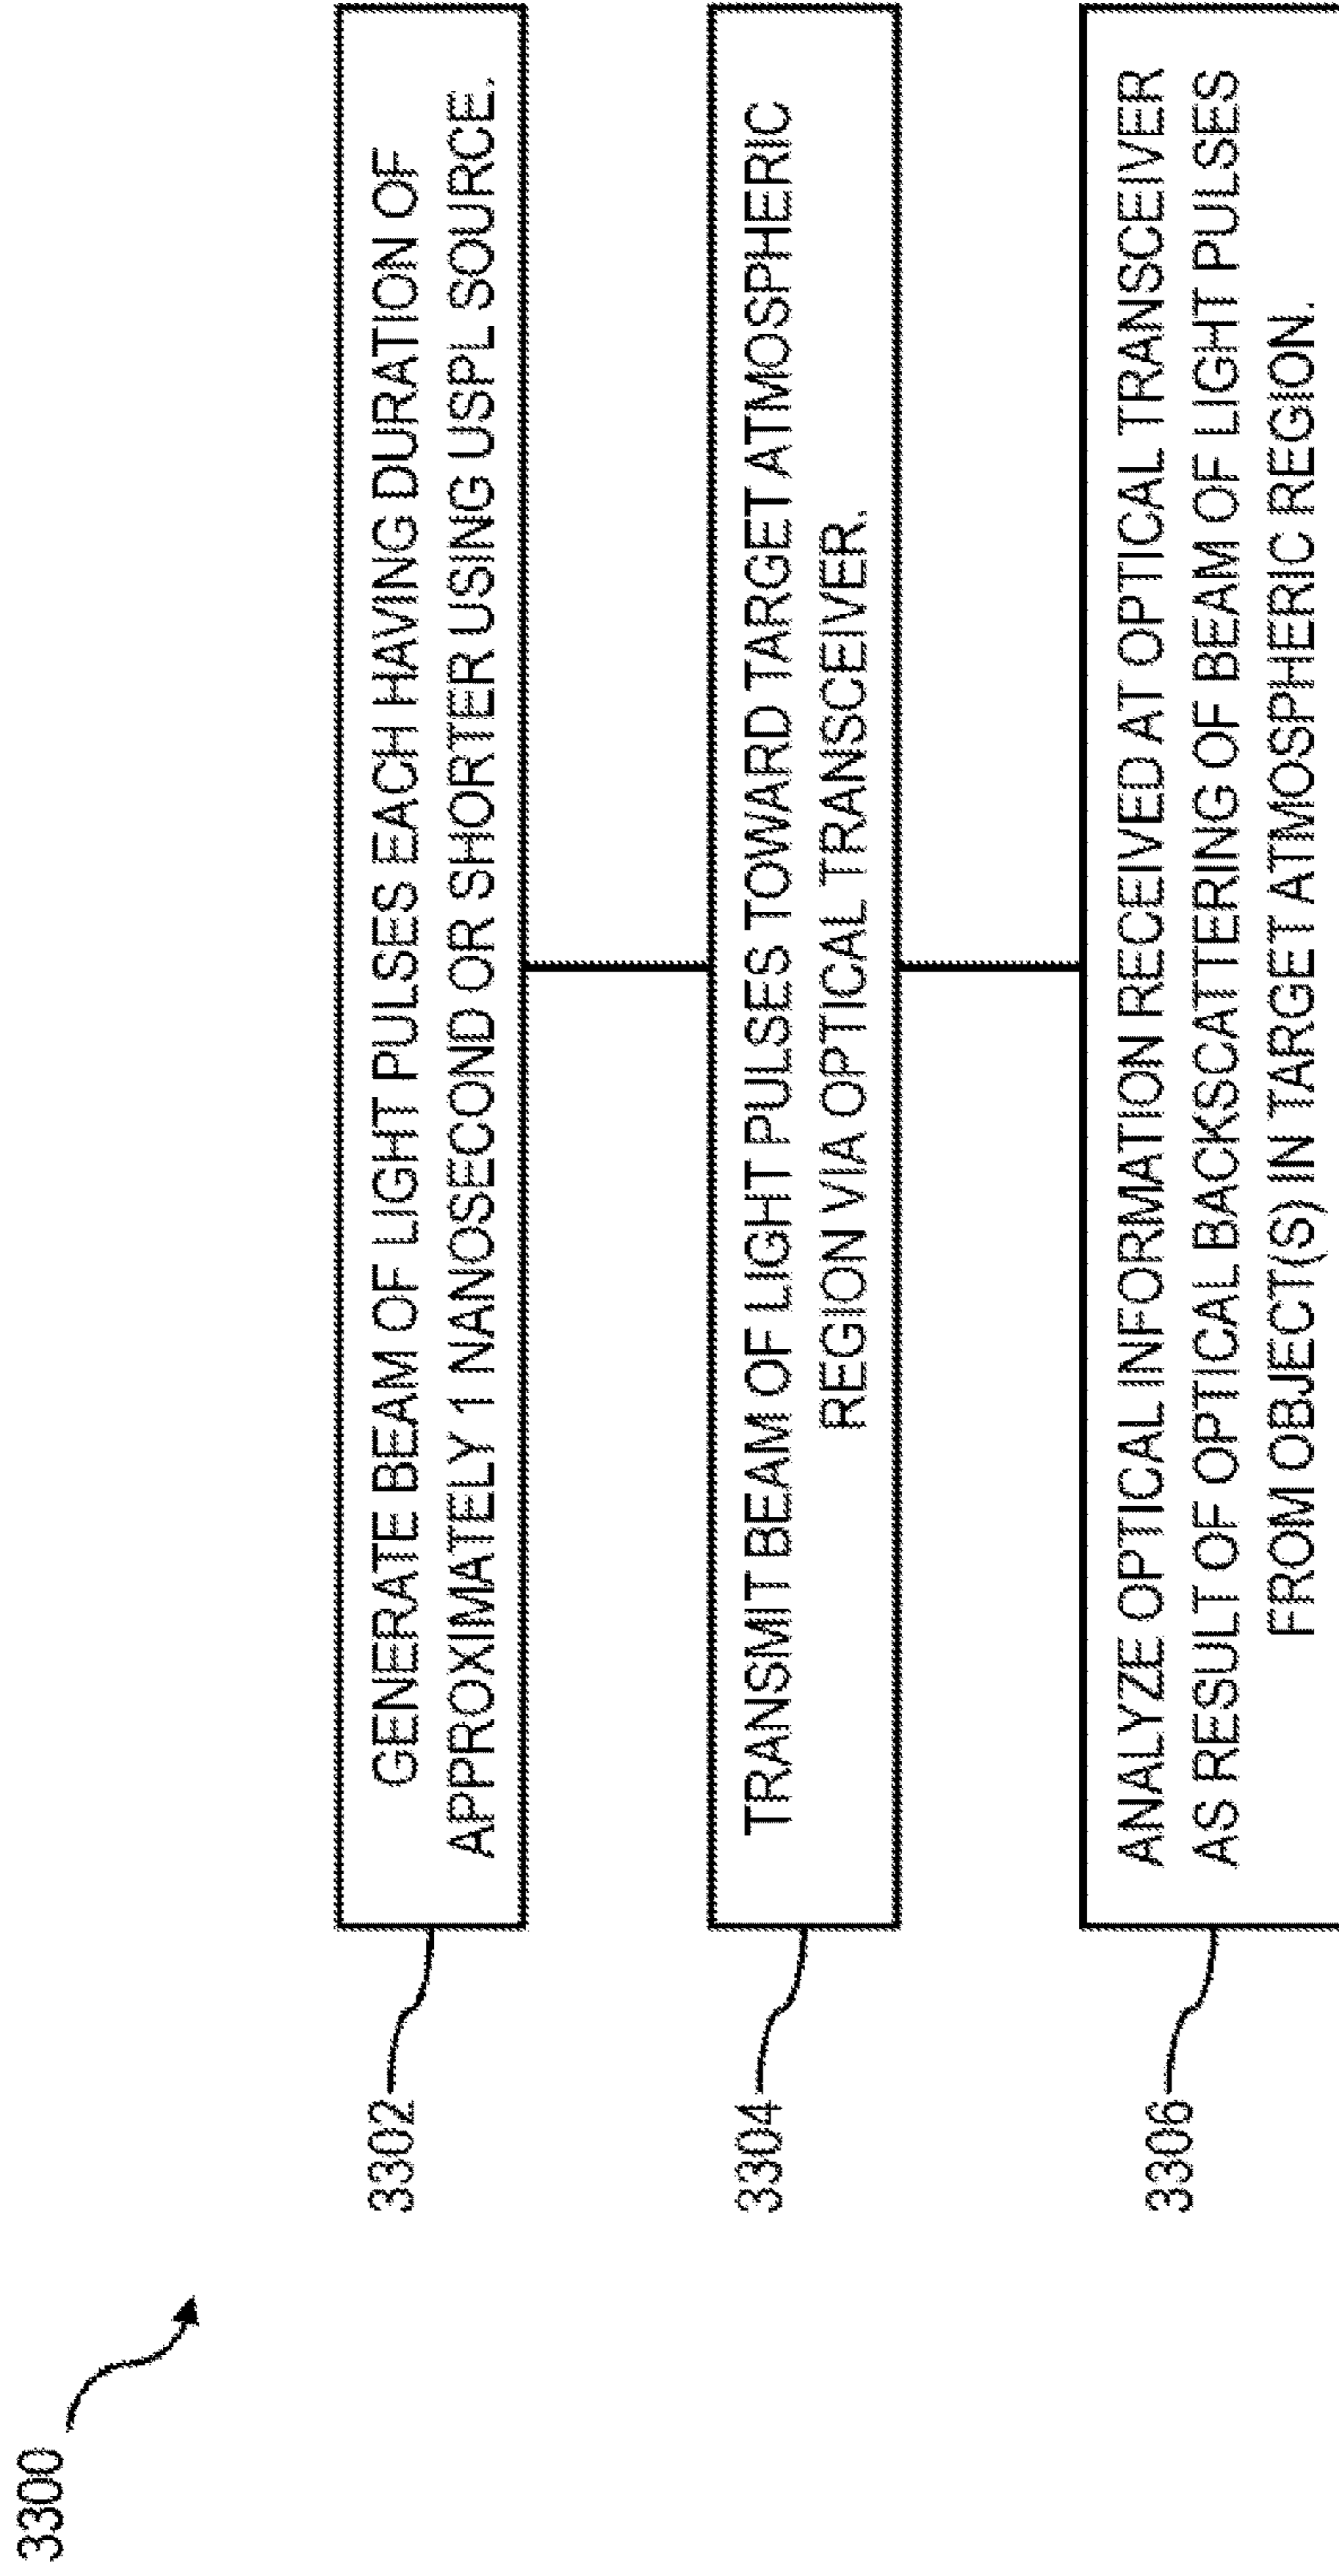 3300
3302
GENERATE BEAM OF LIGHT PULSES EACH HAVING DURATION OF
APPROXIMATELY 1 NANOSECOND OR SHORTER USING USPL SOURCE.
3304
TRANSMIT BEAM OF LIGHT PULSES TOWARD TARGET ATMOSPHERIC
REGION VIA OPTICAL TRANSCEIVER.
3306
ANALYZE OPTICAL INFORMATION RECEIVED AT OPTICAL TRANSCEIVER
AS RESULT OF OPTICAL BACKSCATTERING OF BEAM OF LIGHT PULSES
FROM OBJECT(S) IN TARGET ATMOSPHERIC REGION.